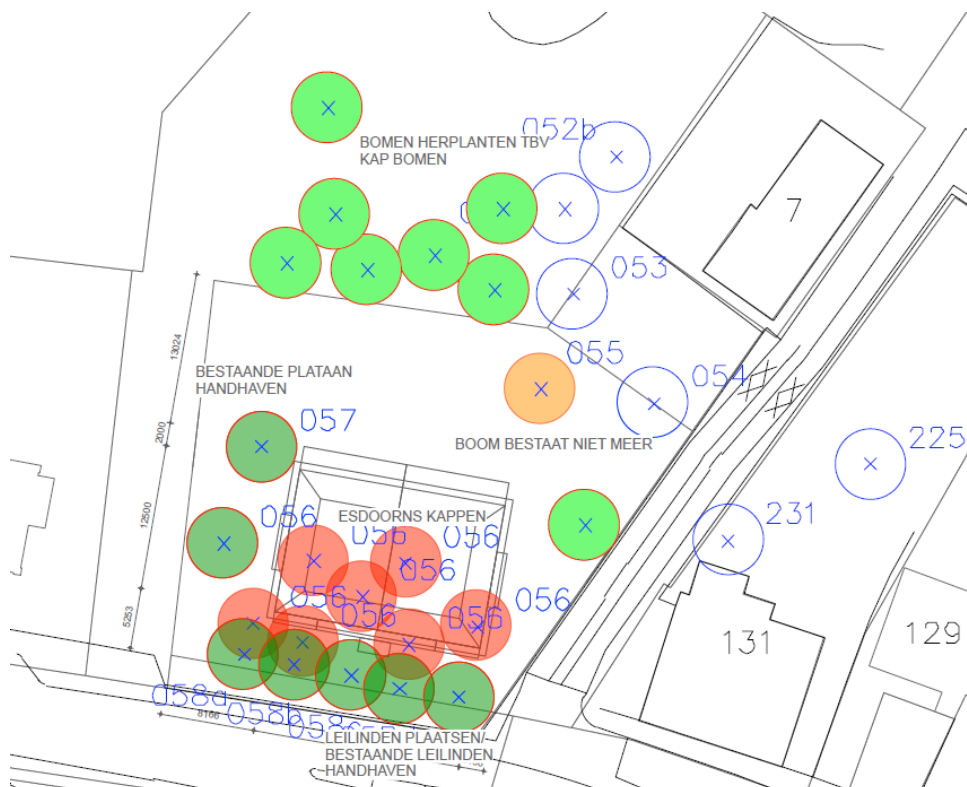 052b
BOMEN HERPLANTEN TBV
KAP BOMEN
7
053
13024
055
054
BESTAANDE PLATAAN
HANDHAVEN
2000
057
BOOM BESTAAT NIET MEER
225
12500
056
ESDOORNS KAPPEN
056
056
231
056
5253
056
056
056
056
131
129
058a
8166
058b
LEILINDEN PLAATSEN/
BESTAANDE LEILINDEN
HANDHAVEN